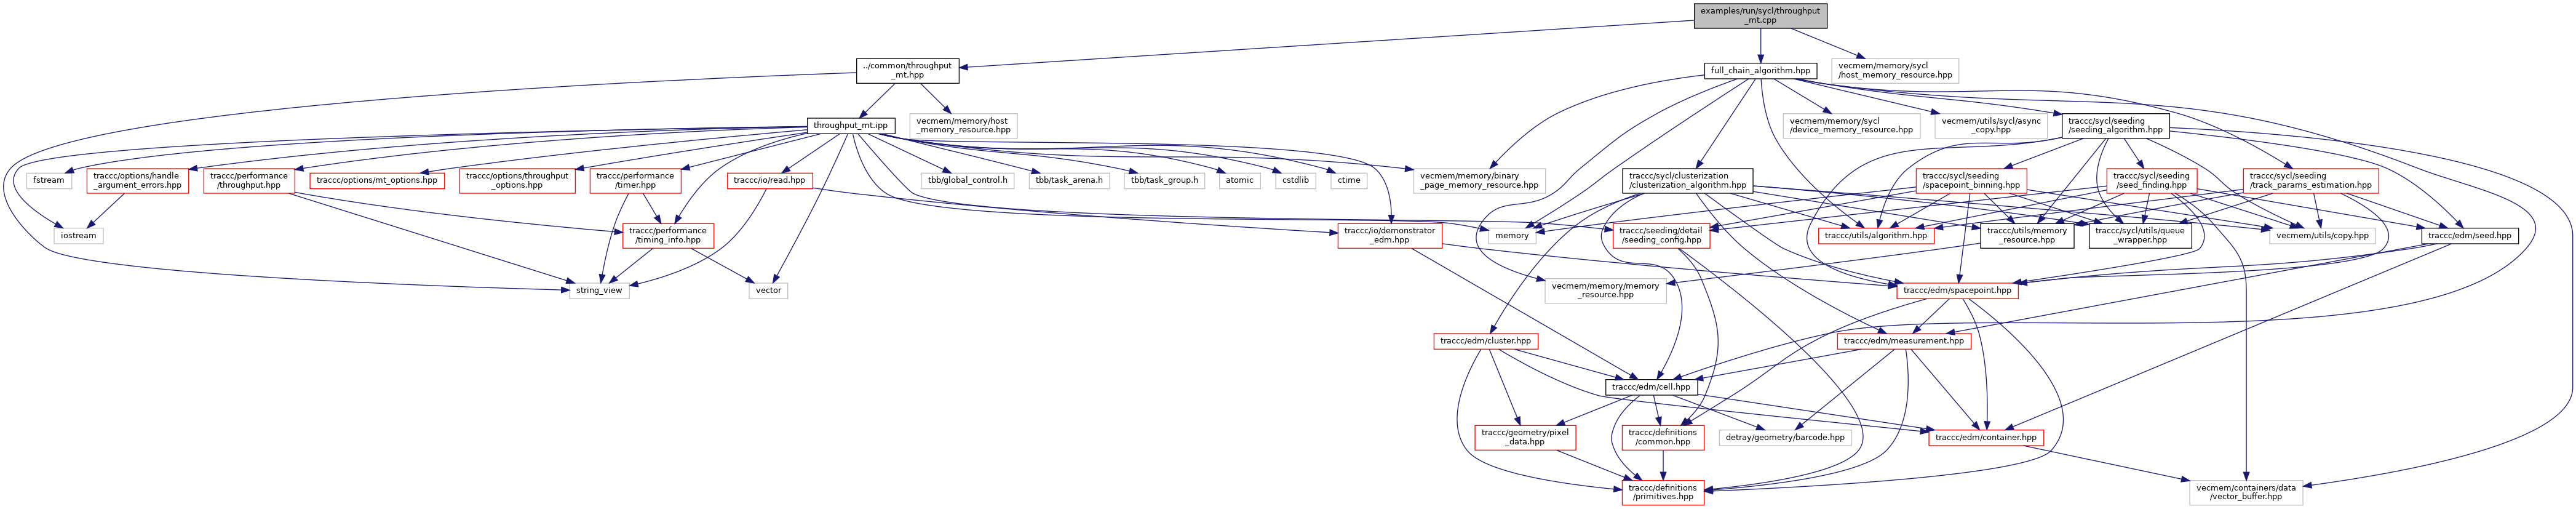 examples/run/sycl/throughput
_mt.cpp
../common/throughput
_mt.hpp
full_chain_algorithm.hpp
vecmem/memory/sycl
/host_memory_resource.hpp
throughput_mt.ipp
vecmem/memory/host
_memory_resource.hpp
vecmem/memory/sycl
/device_memory_resource.hpp
vecmem/utils/sycl/async
_copy.hpp
traccc/sycl/seeding
/seeding_algorithm.hpp
fstream
traccc/options/handle
_argument_errors.hpp
traccc/performance
/throughput.hpp
traccc/options/mt_options.hpp
traccc/options/throughput
_options.hpp
traccc/performance
/timer.hpp
traccc/io/read.hpp
tbb/global_control.h
tbb/task_arena.h
tbb/task_group.h
atomic
cstdlib
ctime
vecmem/memory/binary
_page_memory_resource.hpp
traccc/sycl/clusterization
/clusterization_algorithm.hpp
traccc/sycl/seeding
/spacepoint_binning.hpp
traccc/sycl/seeding
/seed_finding.hpp
traccc/sycl/seeding
/track_params_estimation.hpp
iostream
traccc/performance
/timing_info.hpp
traccc/io/demonstrator
_edm.hpp
memory
traccc/seeding/detail
/seeding_config.hpp
traccc/utils/algorithm.hpp
traccc/utils/memory
_resource.hpp
traccc/sycl/utils/queue
_wrapper.hpp
vecmem/utils/copy.hpp
traccc/edm/seed.hpp
string_view
vector
vecmem/memory/memory
_resource.hpp
traccc/edm/spacepoint.hpp
traccc/edm/cluster.hpp
traccc/edm/measurement.hpp
traccc/edm/cell.hpp
traccc/geometry/pixel
_data.hpp
traccc/definitions
/common.hpp
detray/geometry/barcode.hpp
traccc/edm/container.hpp
traccc/definitions
/primitives.hpp
vecmem/containers/data
/vector_buffer.hpp